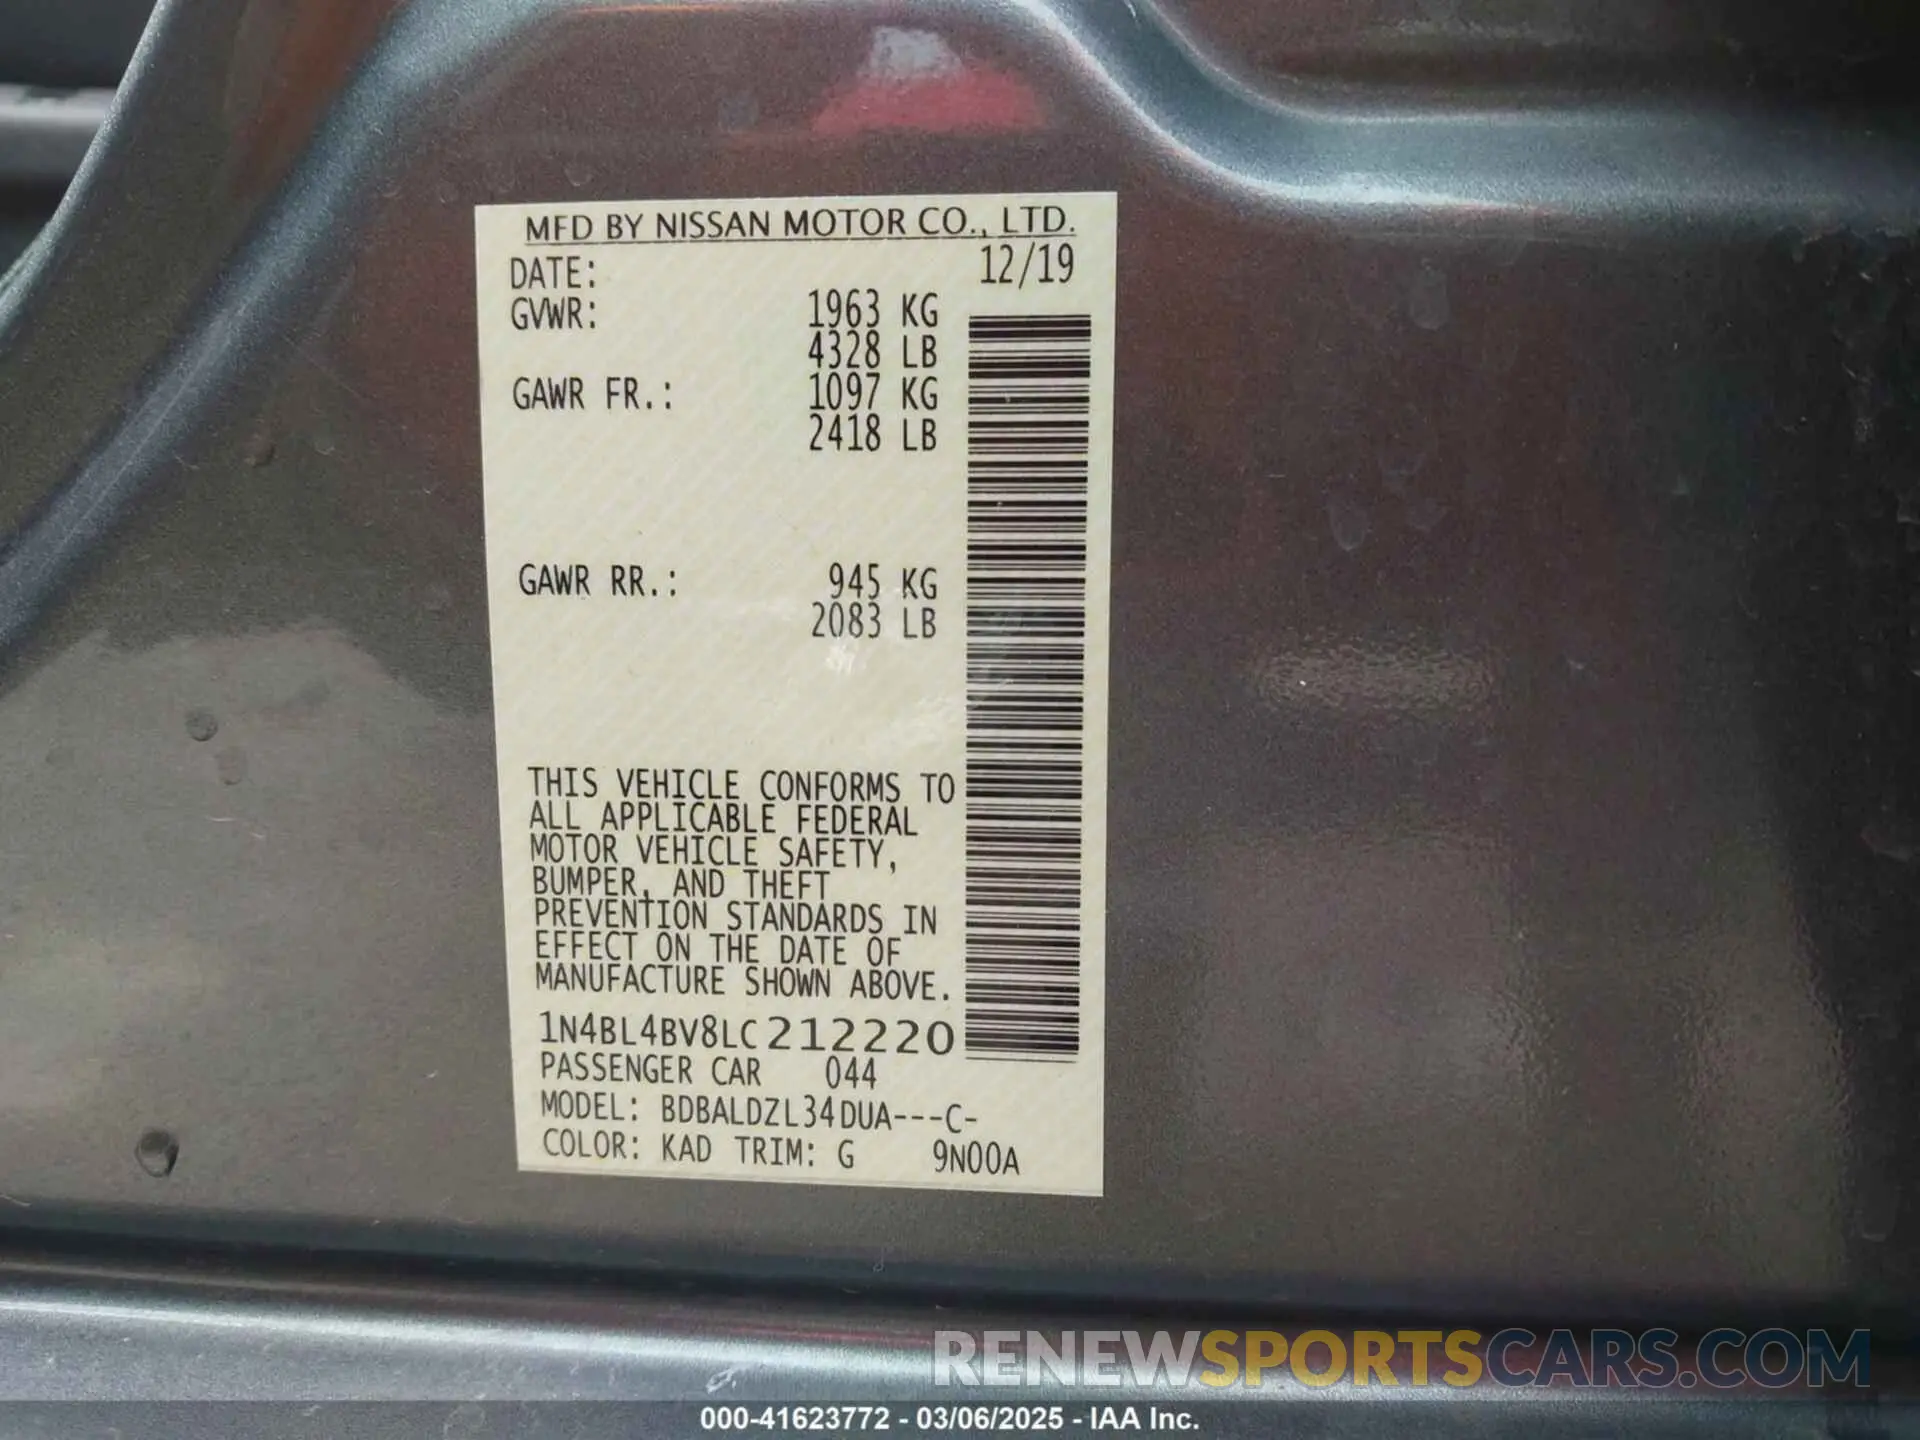 MFD BY NISSAN MOTOR CO., LTD.
DATE: 12/19
GVWR: 1963 KG
4328 LB
GAWR FR.: 1097 KG
2418 LB
GAWR RR.: 945 KG
2083 LB
THIS VEHICLE CONFORMS TO
ALL APPLICABLE FEDERAL
MOTOR VEHICLE SAFETY,
BUMPER, AND THEFT
PREVENTION STANDARDS IN
EFFECT ON THE DATE OF
MANUFACTURE SHOWN ABOVE.
1N4BL4BV8LC212220
PASSENGER CAR 044
MODEL: BDBALDZL34DUA---C-
COLOR: KAD TRIM: G 9N00A
RENEWSPORTSCARS.COM
000-41623772 - 03/06/2025 - IAA Inc.